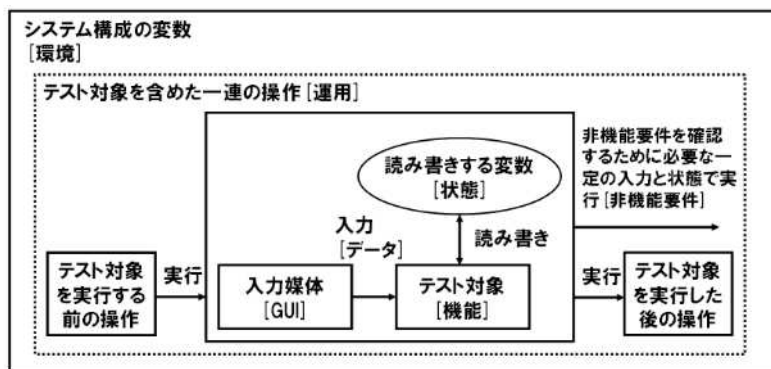 システム構成の変数
[環境]
テスト対象を含めた一連の操作[運用]
非機能要件を確認
するために必要な一
定の入力と状態で実
行[非機能要件]
読み書きする変数
[状態]
入力
[データ]
読み書き
テスト対象
を実行する
前の操作
実行
入力媒体
[GUI]
テスト対象
[機能]
実行
テスト対象
を実行した
後の操作